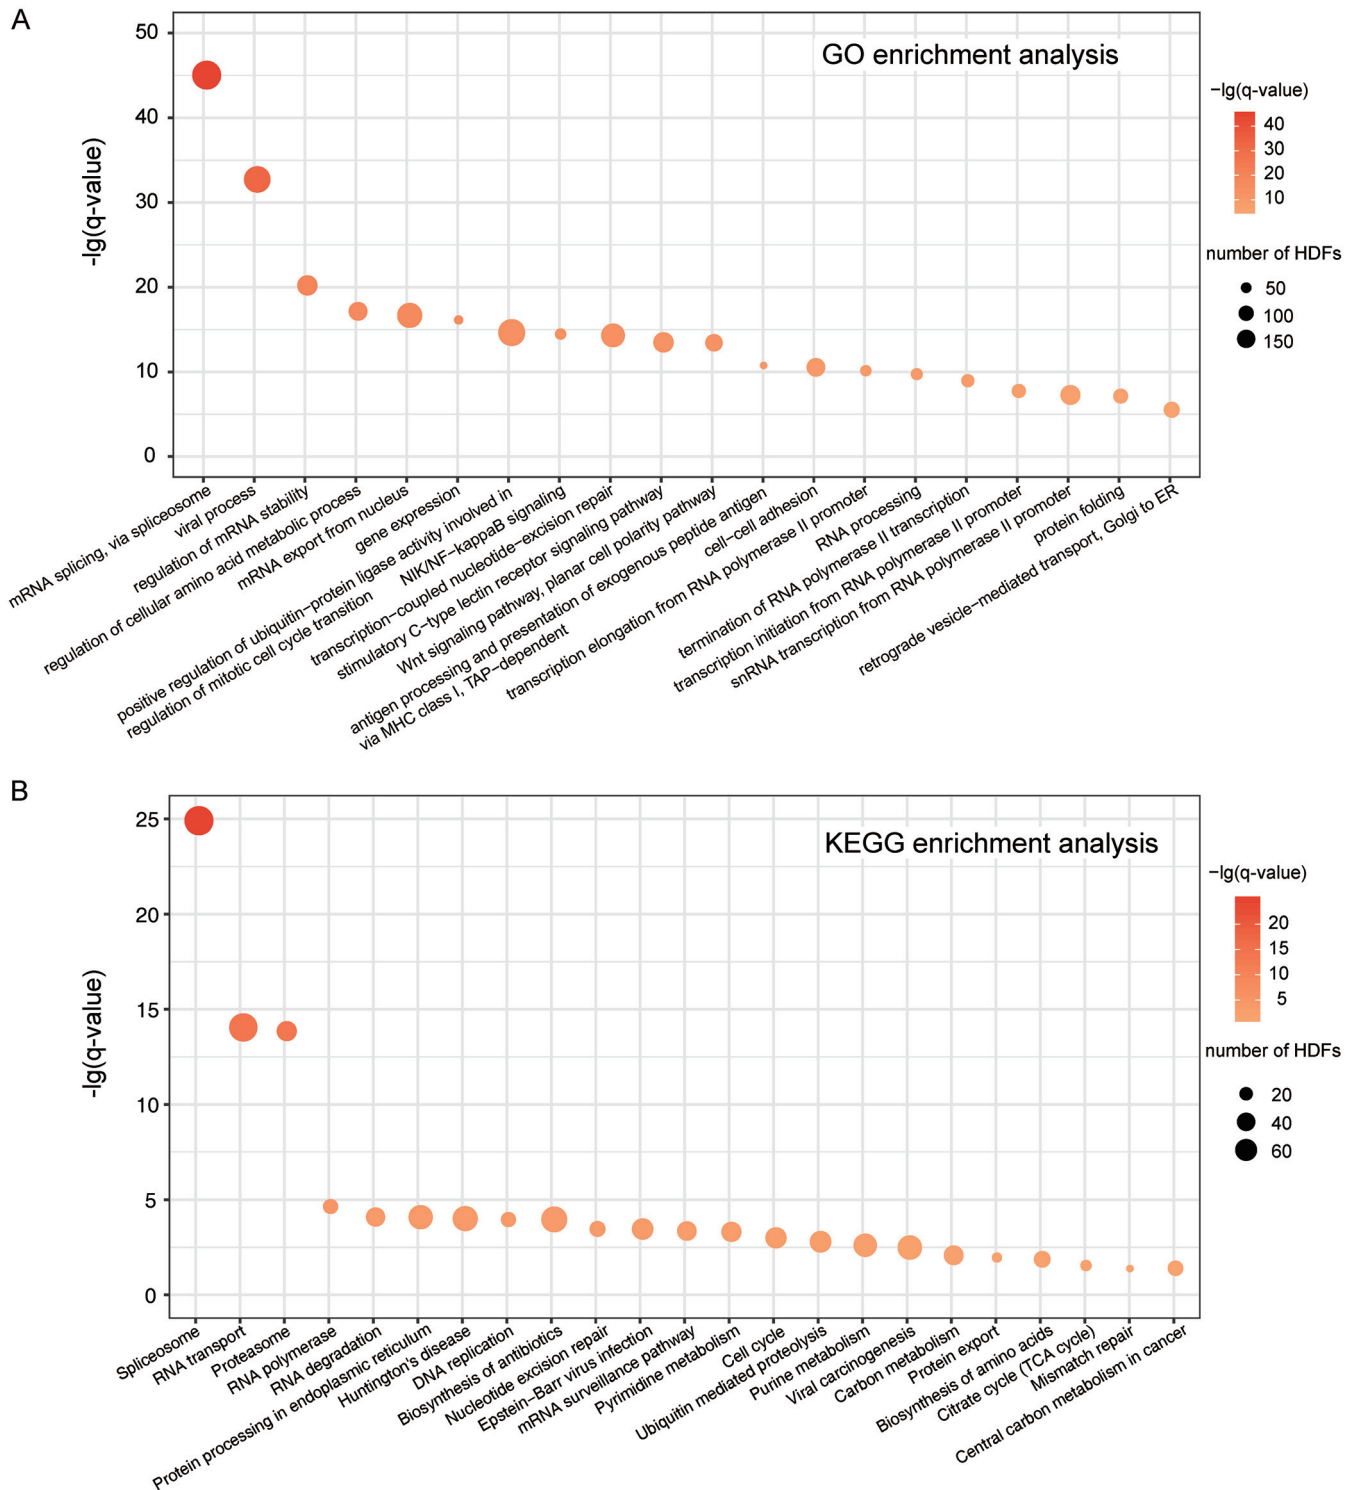 A
GO enrichment analysis
-lg(q-value)
50
40
30
20
10
0
mRNA splicing, via spliceosome
viral process
regulation of mRNA stability
regulation of cellular amino acid metabolic process
mRNA export from nucleus
gene expression
positive regulation of ubiquitin−protein ligase activity involved in
regulation of mitotic cell cycle transition
NIK/NF−kappaB signaling
transcription−coupled nucleotide−excision repair
stimulatory C−type lectin receptor signaling pathway
Wnt signaling pathway, planar cell polarity pathway
antigen processing and presentation of exogenous peptide antigen
via MHC class I, TAP−dependent
cell−cell adhesion
transcription elongation from RNA polymerase II promoter
RNA processing
termination of RNA polymerase II transcription
transcription initiation from RNA polymerase II promoter
snRNA transcription from RNA polymerase II promoter
protein folding
retrograde vesicle−mediated transport, Golgi to ER
−lg(q-value)
40
30
20
10
number of HDFs
50
100
150
B
KEGG enrichment analysis
-lg(q-value)
25
20
15
10
5
0
Spliceosome
RNA transport
Proteasome
RNA polymerase
RNA degradation
Protein processing in endoplasmic reticulum
Huntington's disease
DNA replication
Biosynthesis of antibiotics
Nucleotide excision repair
Epstein−Barr virus infection
mRNA surveillance pathway
Pyrimidine metabolism
Cell cycle
Ubiquitin mediated proteolysis
Purine metabolism
Viral carcinogenesis
Carbon metabolism
Protein export
Biosynthesis of amino acids
Citrate cycle (TCA cycle)
Mismatch repair
Central carbon metabolism in cancer
−lg(q-value)
20
15
10
5
number of HDFs
20
40
60